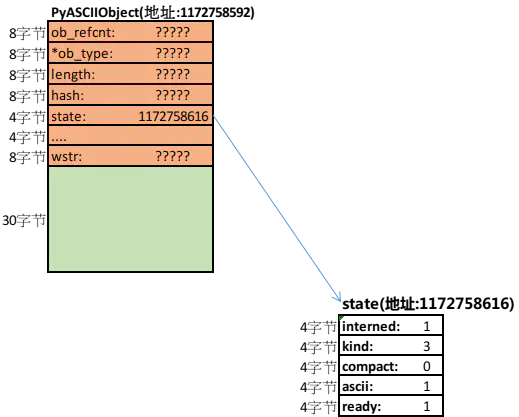 PyASCIIObject(地址:1172758592)
8字节 ob_refcnt: ?????
8字节 *ob_type: ?????
8字节 length: ?????
8字节 hash: ?????
4字节 state: 1172758616
4字节 ....
8字节 wstr: ?????
30字节
state(地址:1172758616)
4字节 interned: 1
4字节 kind: 3
4字节 compact: 0
4字节 ascii: 1
4字节 ready: 1